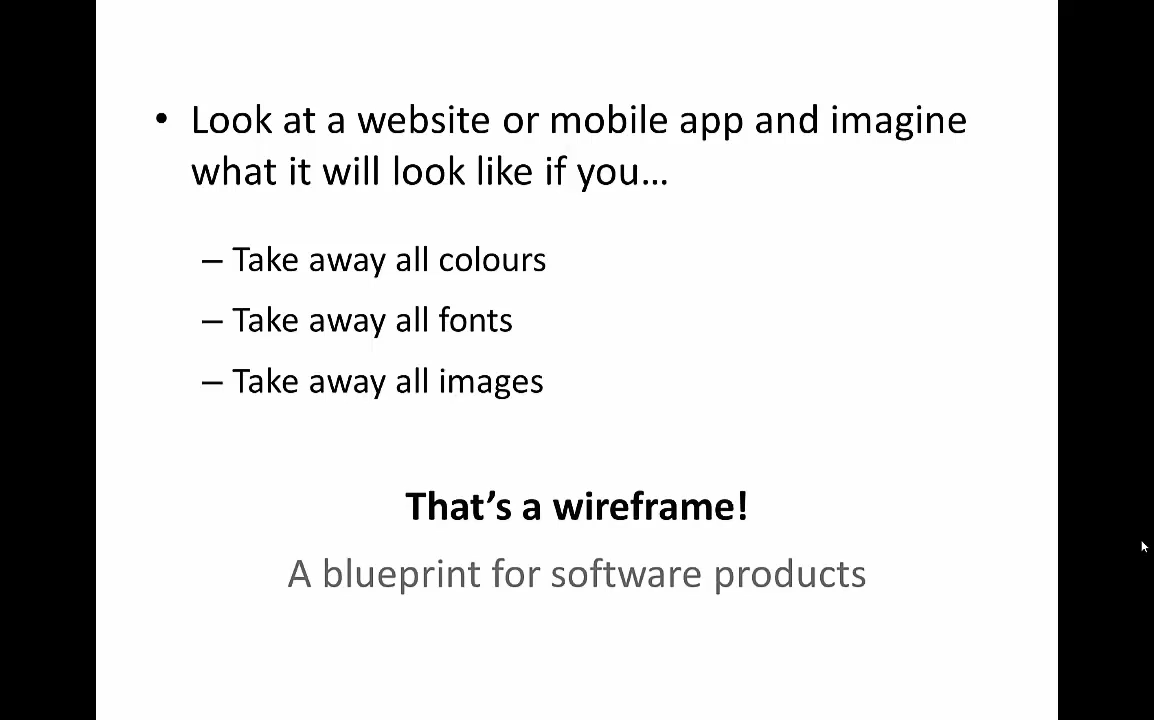 • Look at a website or mobile app and imagine
what it will look like if you…
– Take away all colours
– Take away all fonts
– Take away all images
That’s a wireframe!
A blueprint for software products